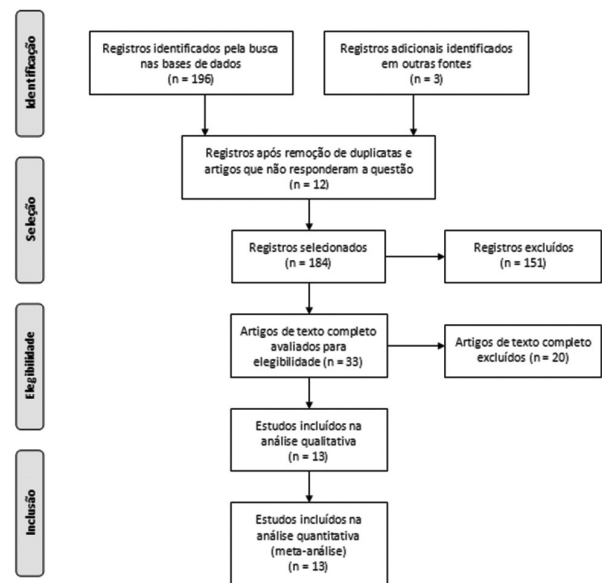 Identificação
Registros identificados pela busca
nas bases de dados
(n = 196)
Registros adicionais identificados
em outras fontes
(n = 3)
Registros após remoção de duplicatas e
artigos que não responderam a questão
(n = 12)
Seleção
Registros selecionados
(n = 184)
Registros excluídos
(n = 151)
Elegibilidade
Artigos de texto completo
avaliados para
elegibilidade (n = 33)
Artigos de texto completo
excluídos (n = 20)
Estudos incluídos na
análise qualitativa
(n = 13)
Inclusão
Estudos incluídos na
análise quantitativa
(meta-análise)
(n = 13)